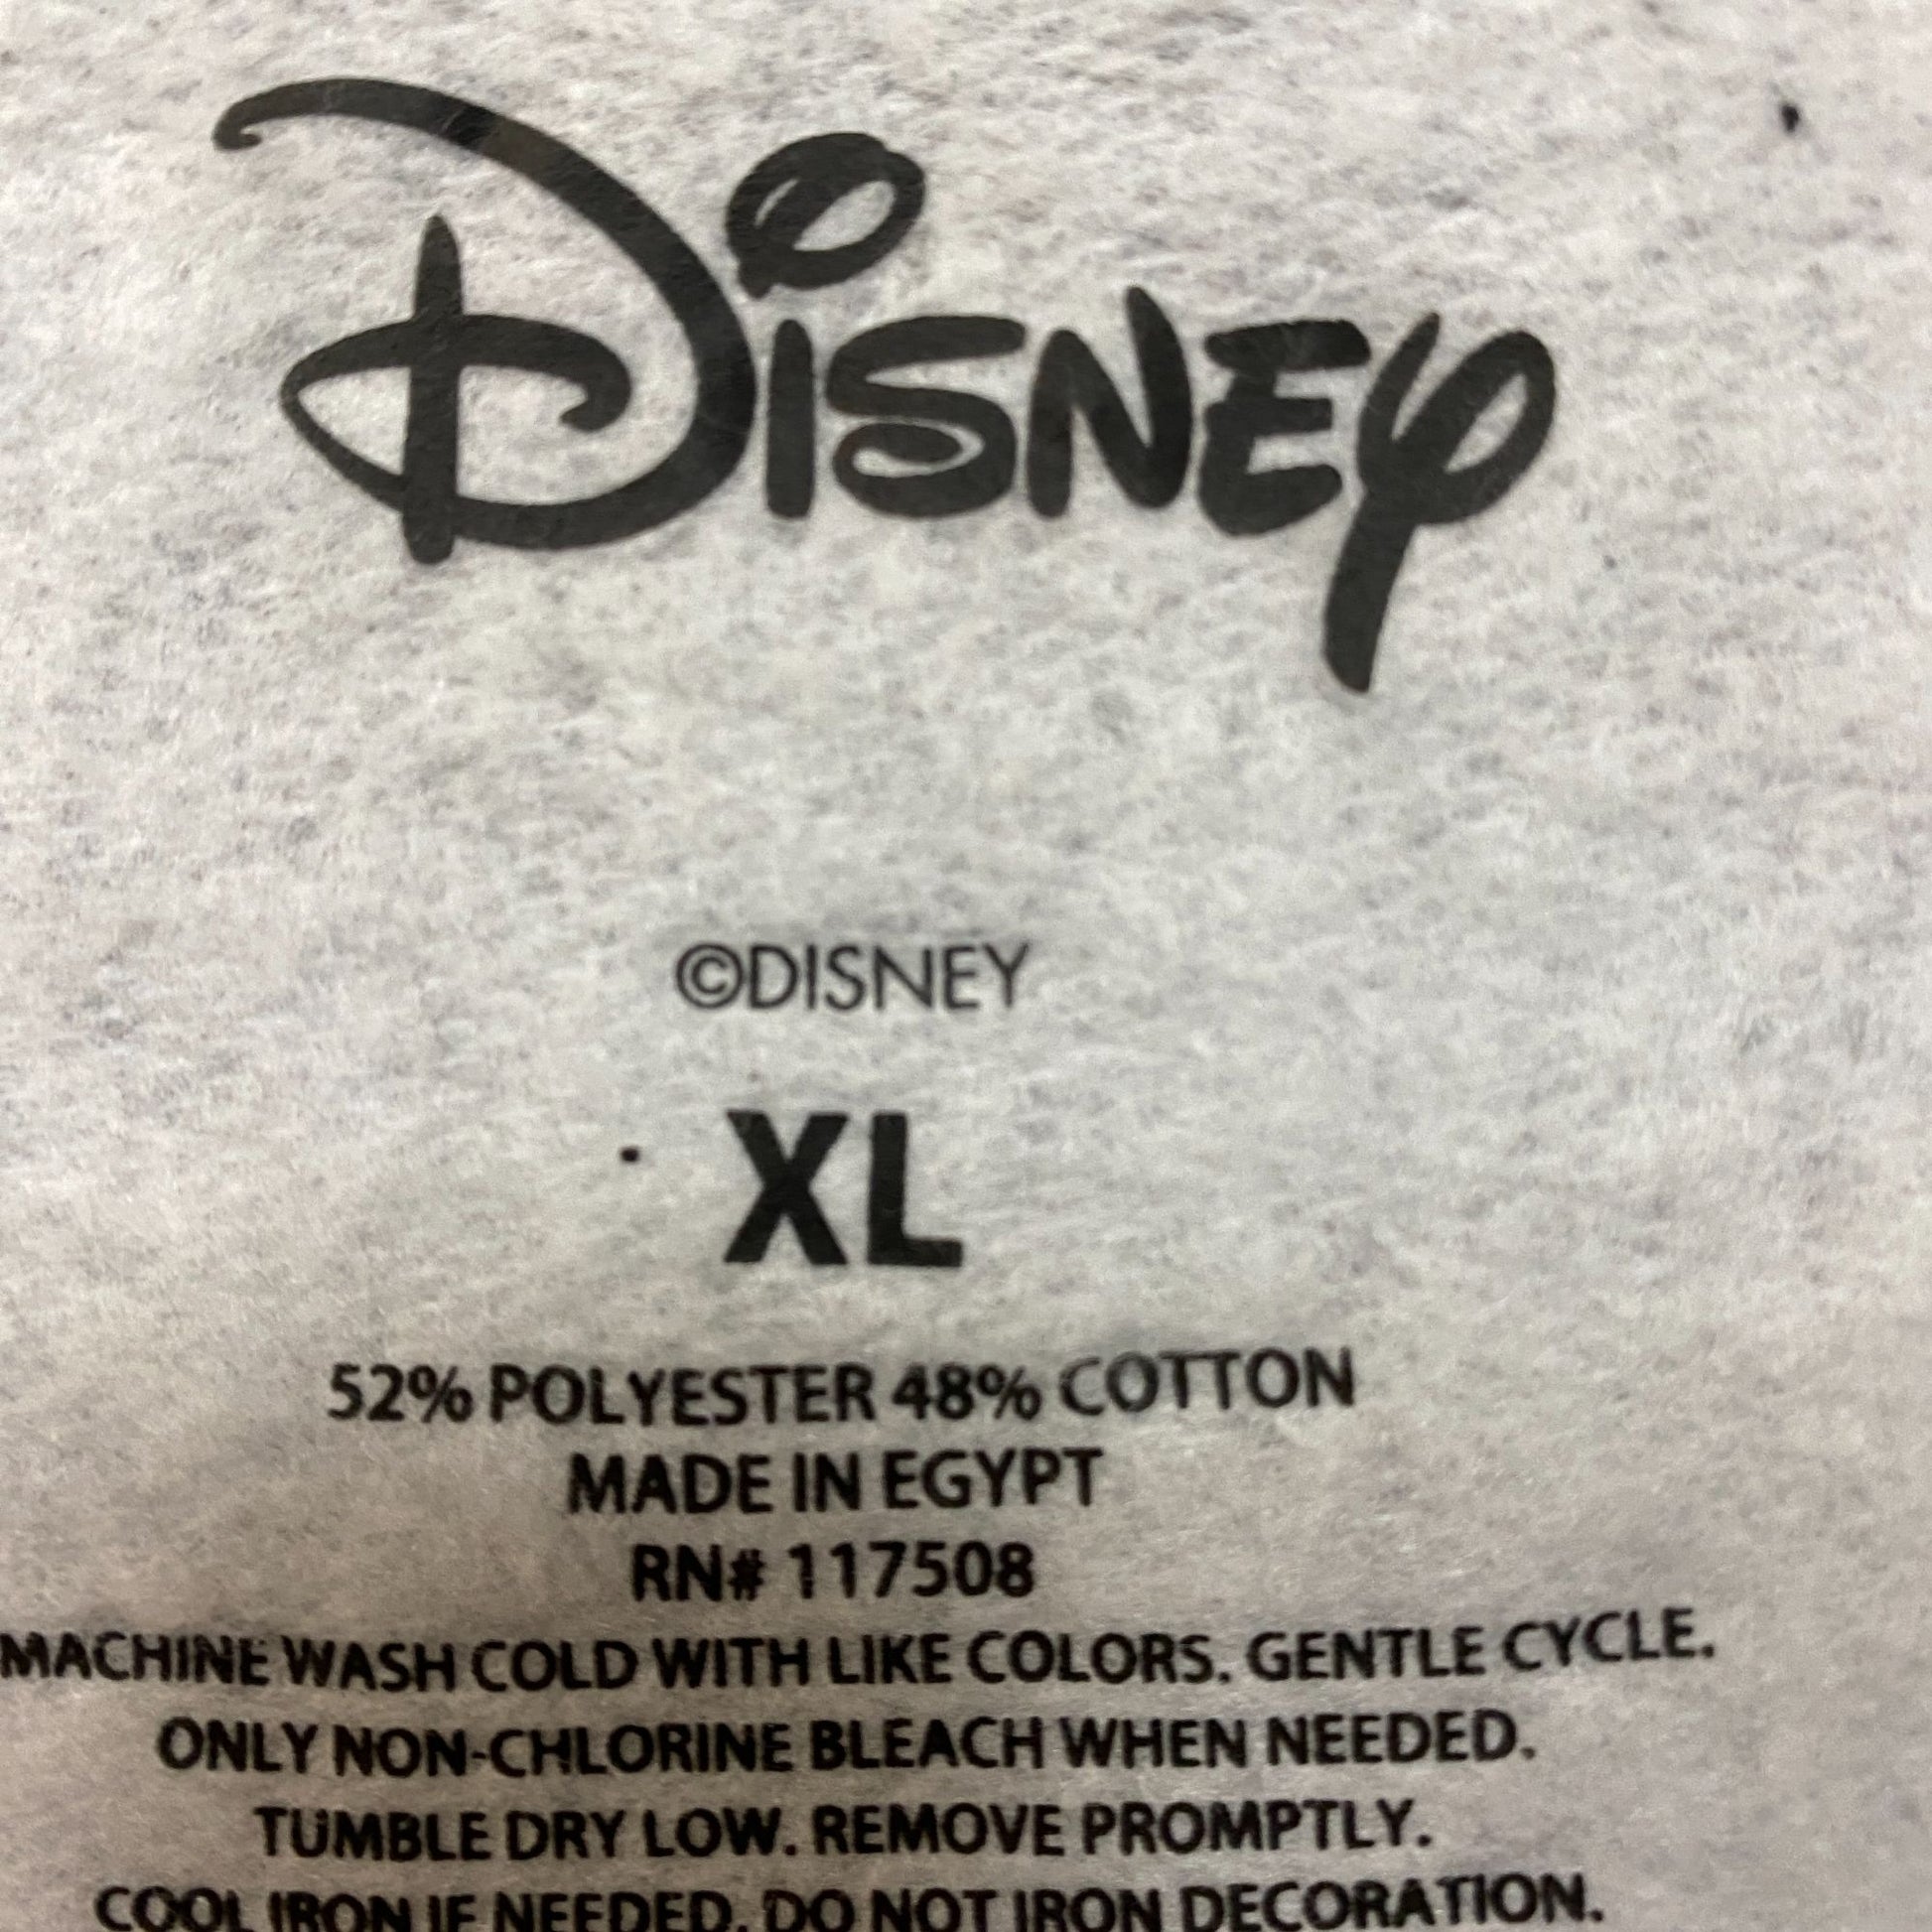 Disney
©DISNEY
XL
52% POLYESTER 48% COTTON
MADE IN EGYPT
RN# 117508
MACHINE WASH COLD WITH LIKE COLORS. GENTLE CYCLE.
ONLY NON-CHLORINE BLEACH WHEN NEEDED.
TUMBLE DRY LOW. REMOVE PROMPTLY.
COOL IRON IF NEEDED. DO NOT IRON DECORATION.